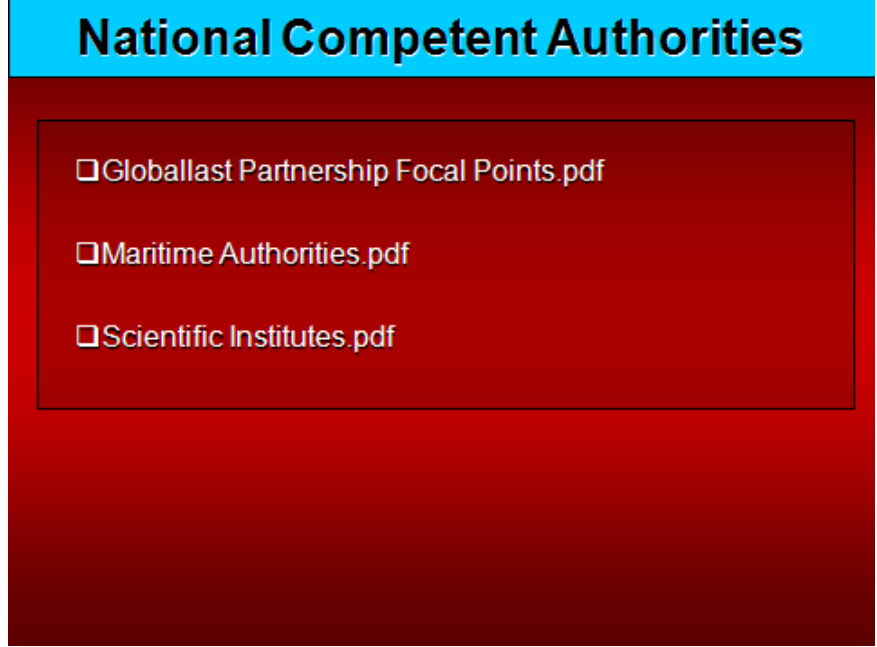 National Competent Authorities
❑Globallast Partnership Focal Points.pdf
❑Maritime Authorities.pdf
❑Scientific Institutes.pdf